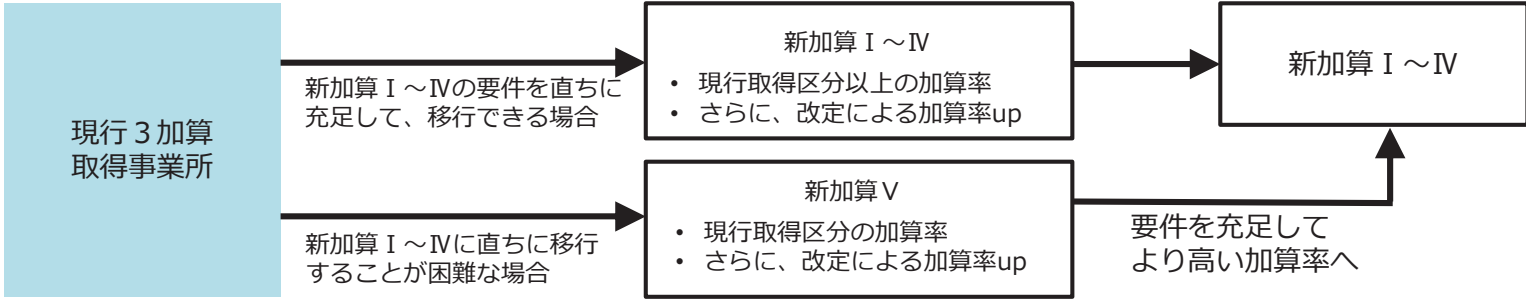 現行３加算
取得事業所
新加算Ⅰ～Ⅳの要件を直ちに
充足して、移行できる場合
新加算Ⅰ～Ⅳ
• 現行取得区分以上の加算率
• さらに、改定による加算率up
新加算Ⅰ～Ⅳ
新加算Ⅰ～Ⅳに直ちに移行
することが困難な場合
新加算Ⅴ
• 現行取得区分の加算率
• さらに、改定による加算率up
要件を充足して
より高い加算率へ